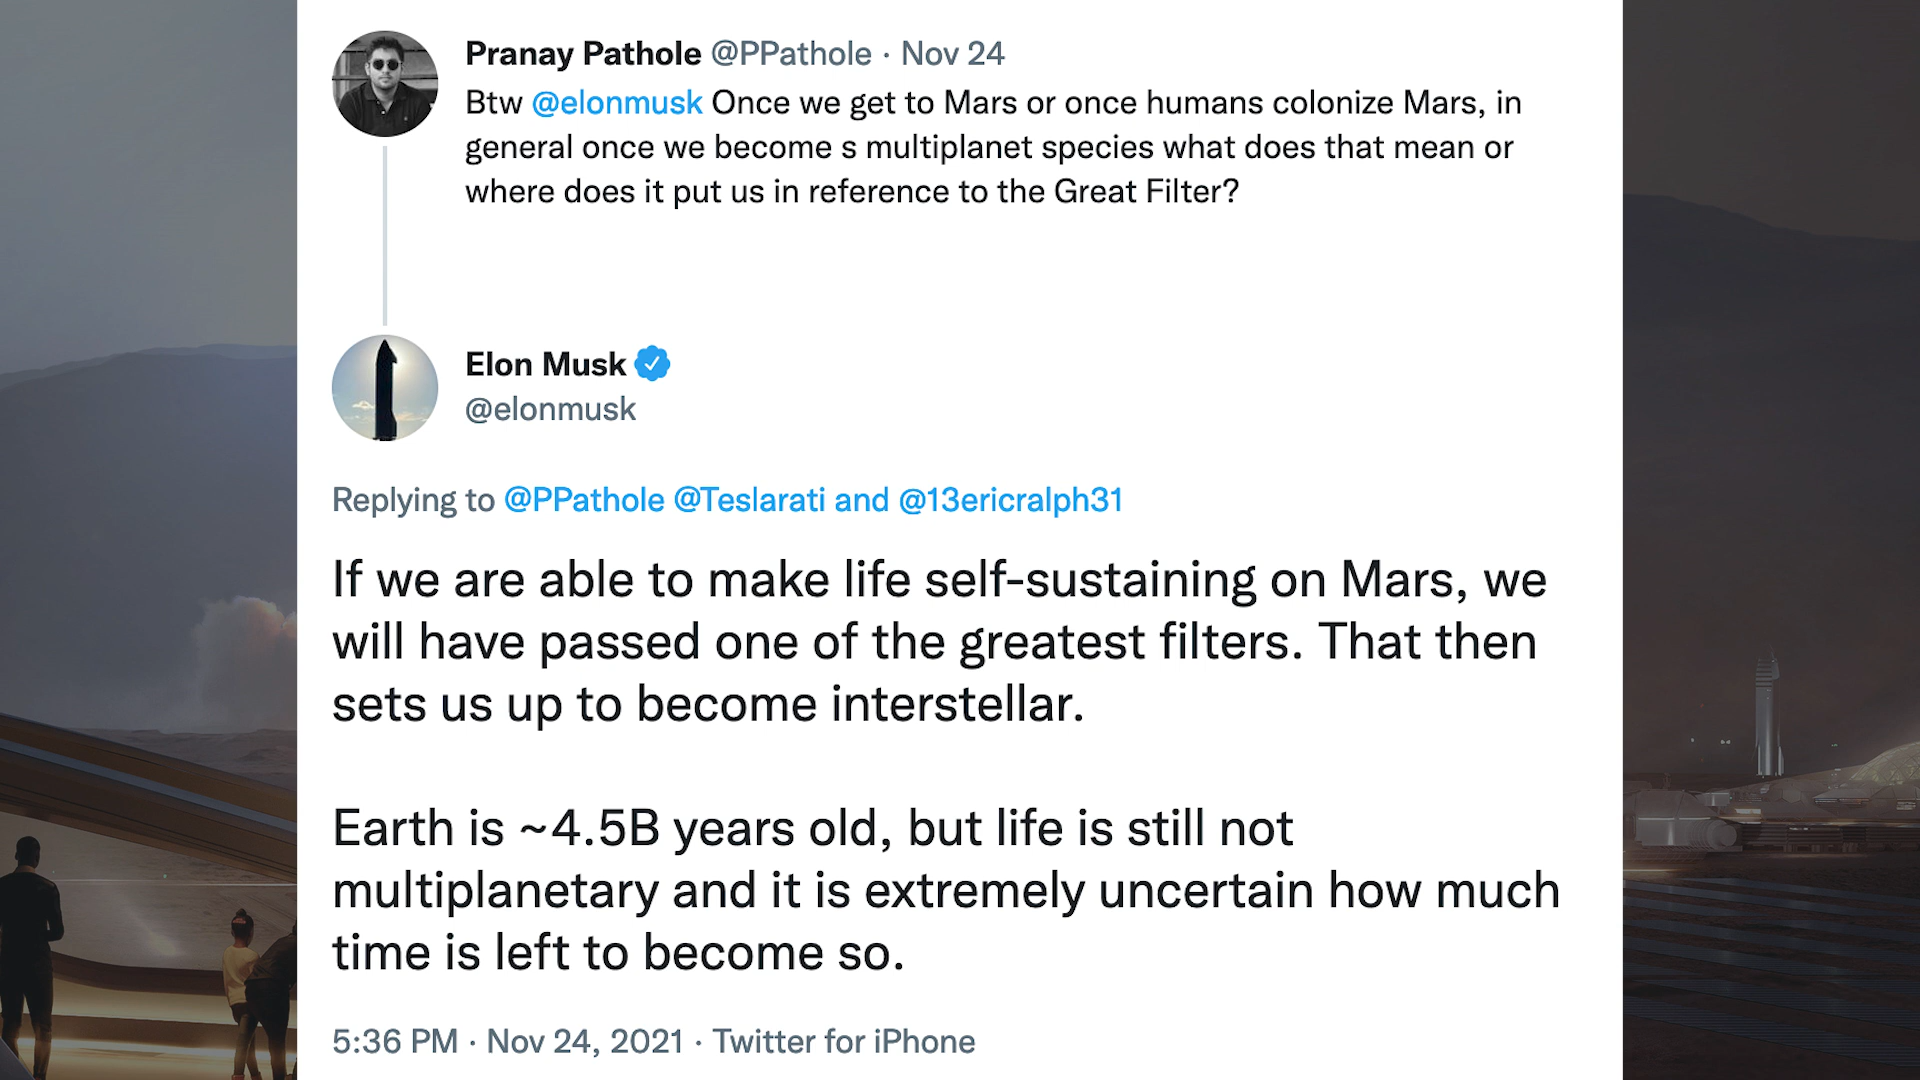 Pranay Pathole @PPathole · Nov 24
Btw @elonmusk Once we get to Mars or once humans colonize Mars, in
general once we become s multiplanet species what does that mean or
where does it put us in reference to the Great Filter?
Elon Musk
@elonmusk
Replying to @PPathole @Teslarati and @13ericralph31
If we are able to make life self-sustaining on Mars, we
will have passed one of the greatest filters. That then
sets us up to become interstellar.
Earth is ~4.5B years old, but life is still not
multiplanetary and it is extremely uncertain how much
time is left to become so.
5:36 PM · Nov 24, 2021 · Twitter for iPhone